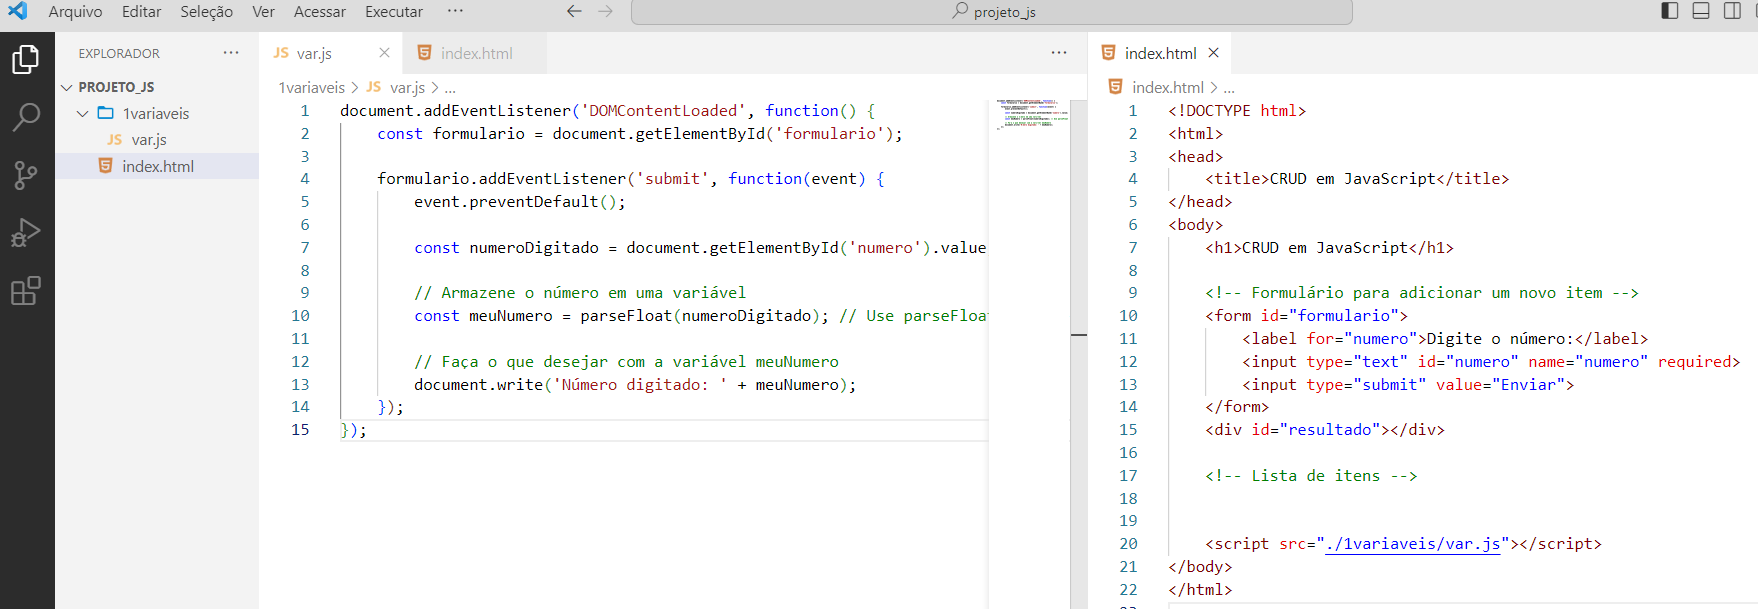 Arquivo Editar Seleção Ver Acessar Executar ··· ← → projeto_js
EXPLORADOR ···
PROJETO_JS
1variaveis
JS var.js
index.html
JS var.js × index.html ···
1variaveis > JS var.js > ...
1 document.addEventListener('DOMContentLoaded', function() {
2 const formulario = document.getElementById('formulario');
3
4 formulario.addEventListener('submit', function(event) {
5 event.preventDefault();
6
7 const numeroDigitado = document.getElementById('numero').value
8
9 // Armazene o número em uma variável
10 const meuNumero = parseFloat(numeroDigitado); // Use parseFloa
11
12 // Faça o que desejar com a variável meuNumero
13 document.write('Número digitado: ' + meuNumero);
14 });
15 });
index.html ×
index.html > ...
1 <!DOCTYPE html>
2 <html>
3 <head>
4 <title>CRUD em JavaScript</title>
5 </head>
6 <body>
7 <h1>CRUD em JavaScript</h1>
8
9 <!-- Formulário para adicionar um novo item -->
10 <form id="formulario">
11 <label for="numero">Digite o número:</label>
12 <input type="text" id="numero" name="numero" required>
13 <input type="submit" value="Enviar">
14 </form>
15 <div id="resultado"></div>
16
17 <!-- Lista de itens -->
18
19
20 <script src="./1variaveis/var.js"></script>
21 </body>
22 </html>